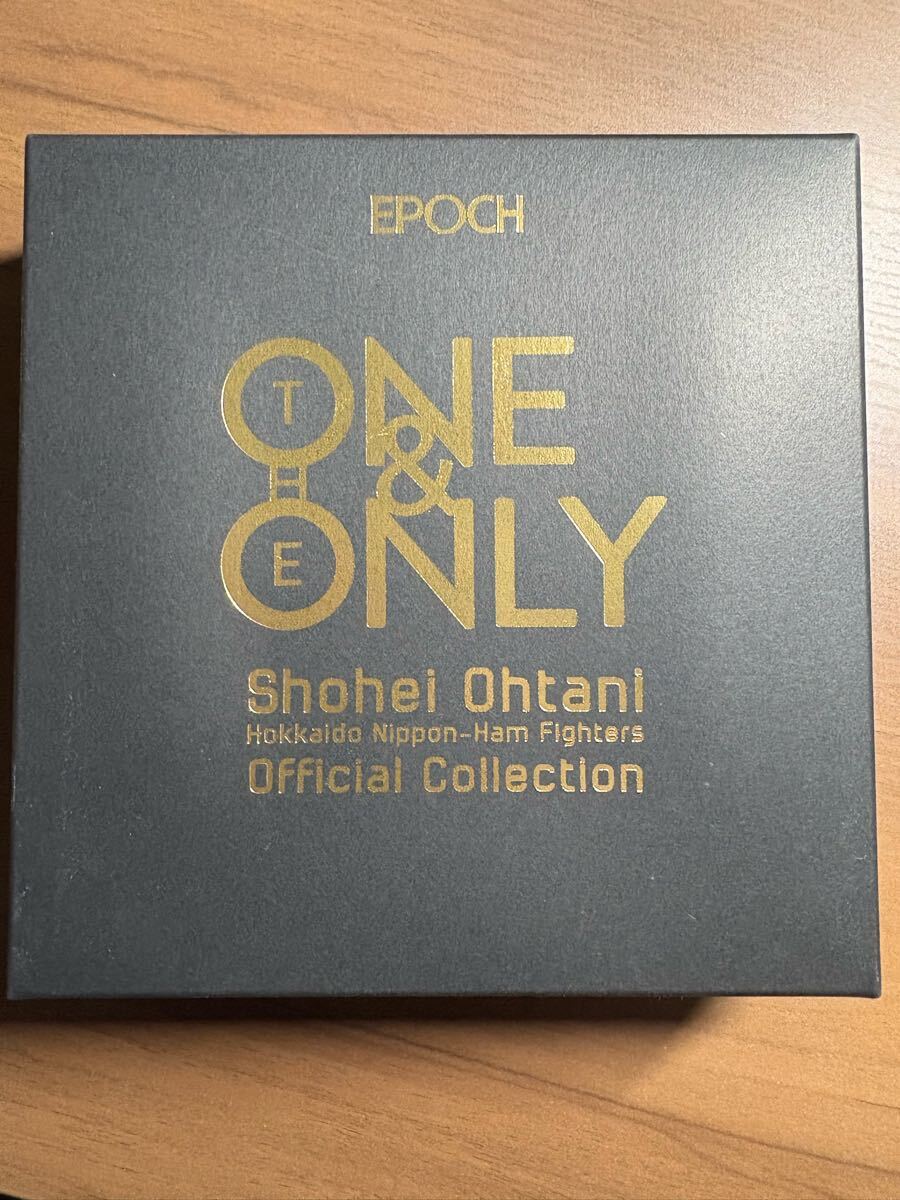 EPOCH
THE
ONE
&
ONLY
Shohei Ohtani
Hokkaido Nippon-Ham Fighters
Official Collection